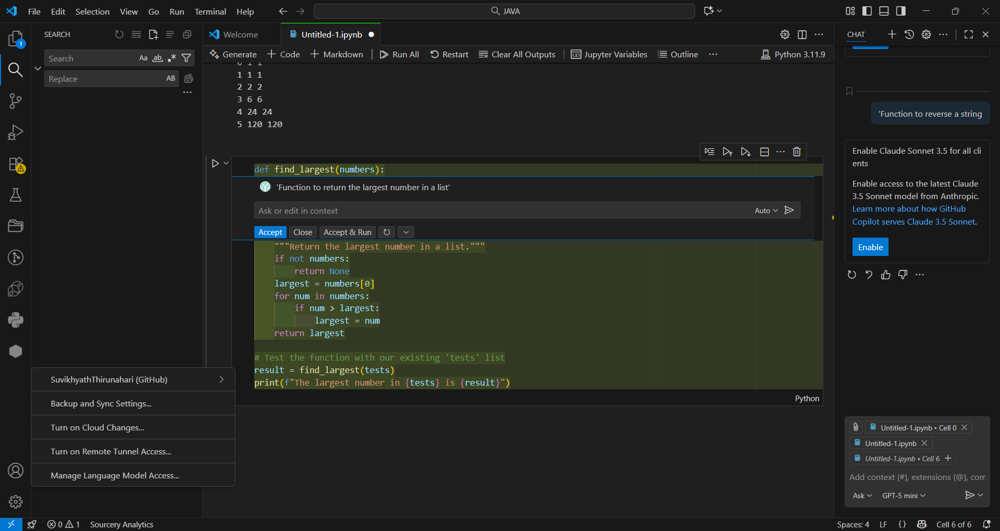 File Edit Selection View Go Run Terminal Help
JAVA
1
SEARCH
Search
Aa ab
Replace
AB
Welcome
Untitled-1.ipynb
Generate + Code + Markdown Run All Restart Clear All Outputs Jupyter Variables Outline ...
Python 3.11.9
0 1 1
1 1 1
2 2 2
3 6 6
4 24 24
5 120 120
def find_largest(numbers):
'Function to return the largest number in a list'
Ask or edit in context
Auto
Accept Close Accept & Run
"""Return the largest number in a list."""
if not numbers:
return None
largest = numbers[0]
for num in numbers:
if num > largest:
largest = num
return largest
# Test the function with our existing 'tests' list
result = find_largest(tests)
print(f"The largest number in {tests} is {result}")
Python
SuvikhyathThirunahari (GitHub)
Backup and Sync Settings...
Turn on Cloud Changes...
Turn on Remote Tunnel Access...
Manage Language Model Access...
CHAT
'Function to reverse a string
Enable Claude Sonnet 3.5 for all cli
ents
Enable access to the latest Claude
3.5 Sonnet model from Anthropic.
Learn more about how GitHub
Copilot serves Claude 3.5 Sonnet.
Enable
Untitled-1.ipynb • Cell 0
Untitled-1.ipynb
Untitled-1.ipynb • Cell 6
Add context (#), extensions (@), com
Ask GPT-5 mini
0 1 Sourcery Analytics
Spaces: 4 LF {} Cell 6 of 6